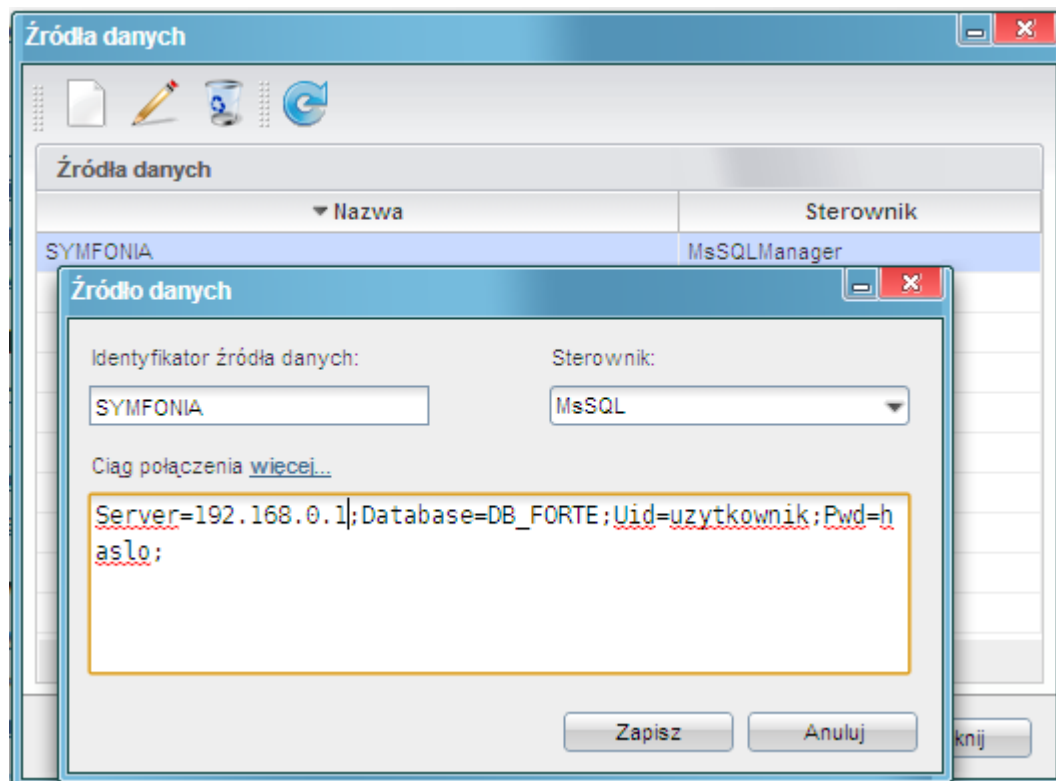 Źródła danych
Źródła danych
Nazwa Sterownik
SYMFONIA MsSQLManager
Źródło danych
Identyfikator źródła danych: Sterownik:
SYMFONIA MsSQL
Ciąg połączenia więcej...
Server=192.168.0.1;Database=DB_FORTE;Uid=uzytkownik;Pwd=h
aslo;
Zapisz Anuluj knij